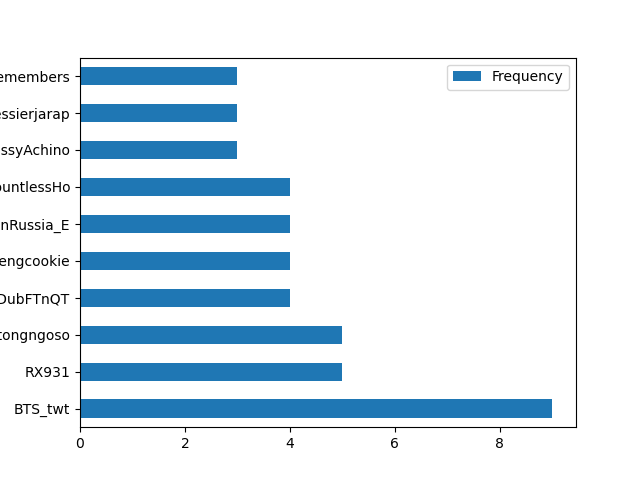 emembers
essierjarap
ssyAchino
ountlessHo
nRussia_E
engcookie
DubFTnQT
tongngoso
RX931
BTS_twt
Frequency
0 2 4 6 8